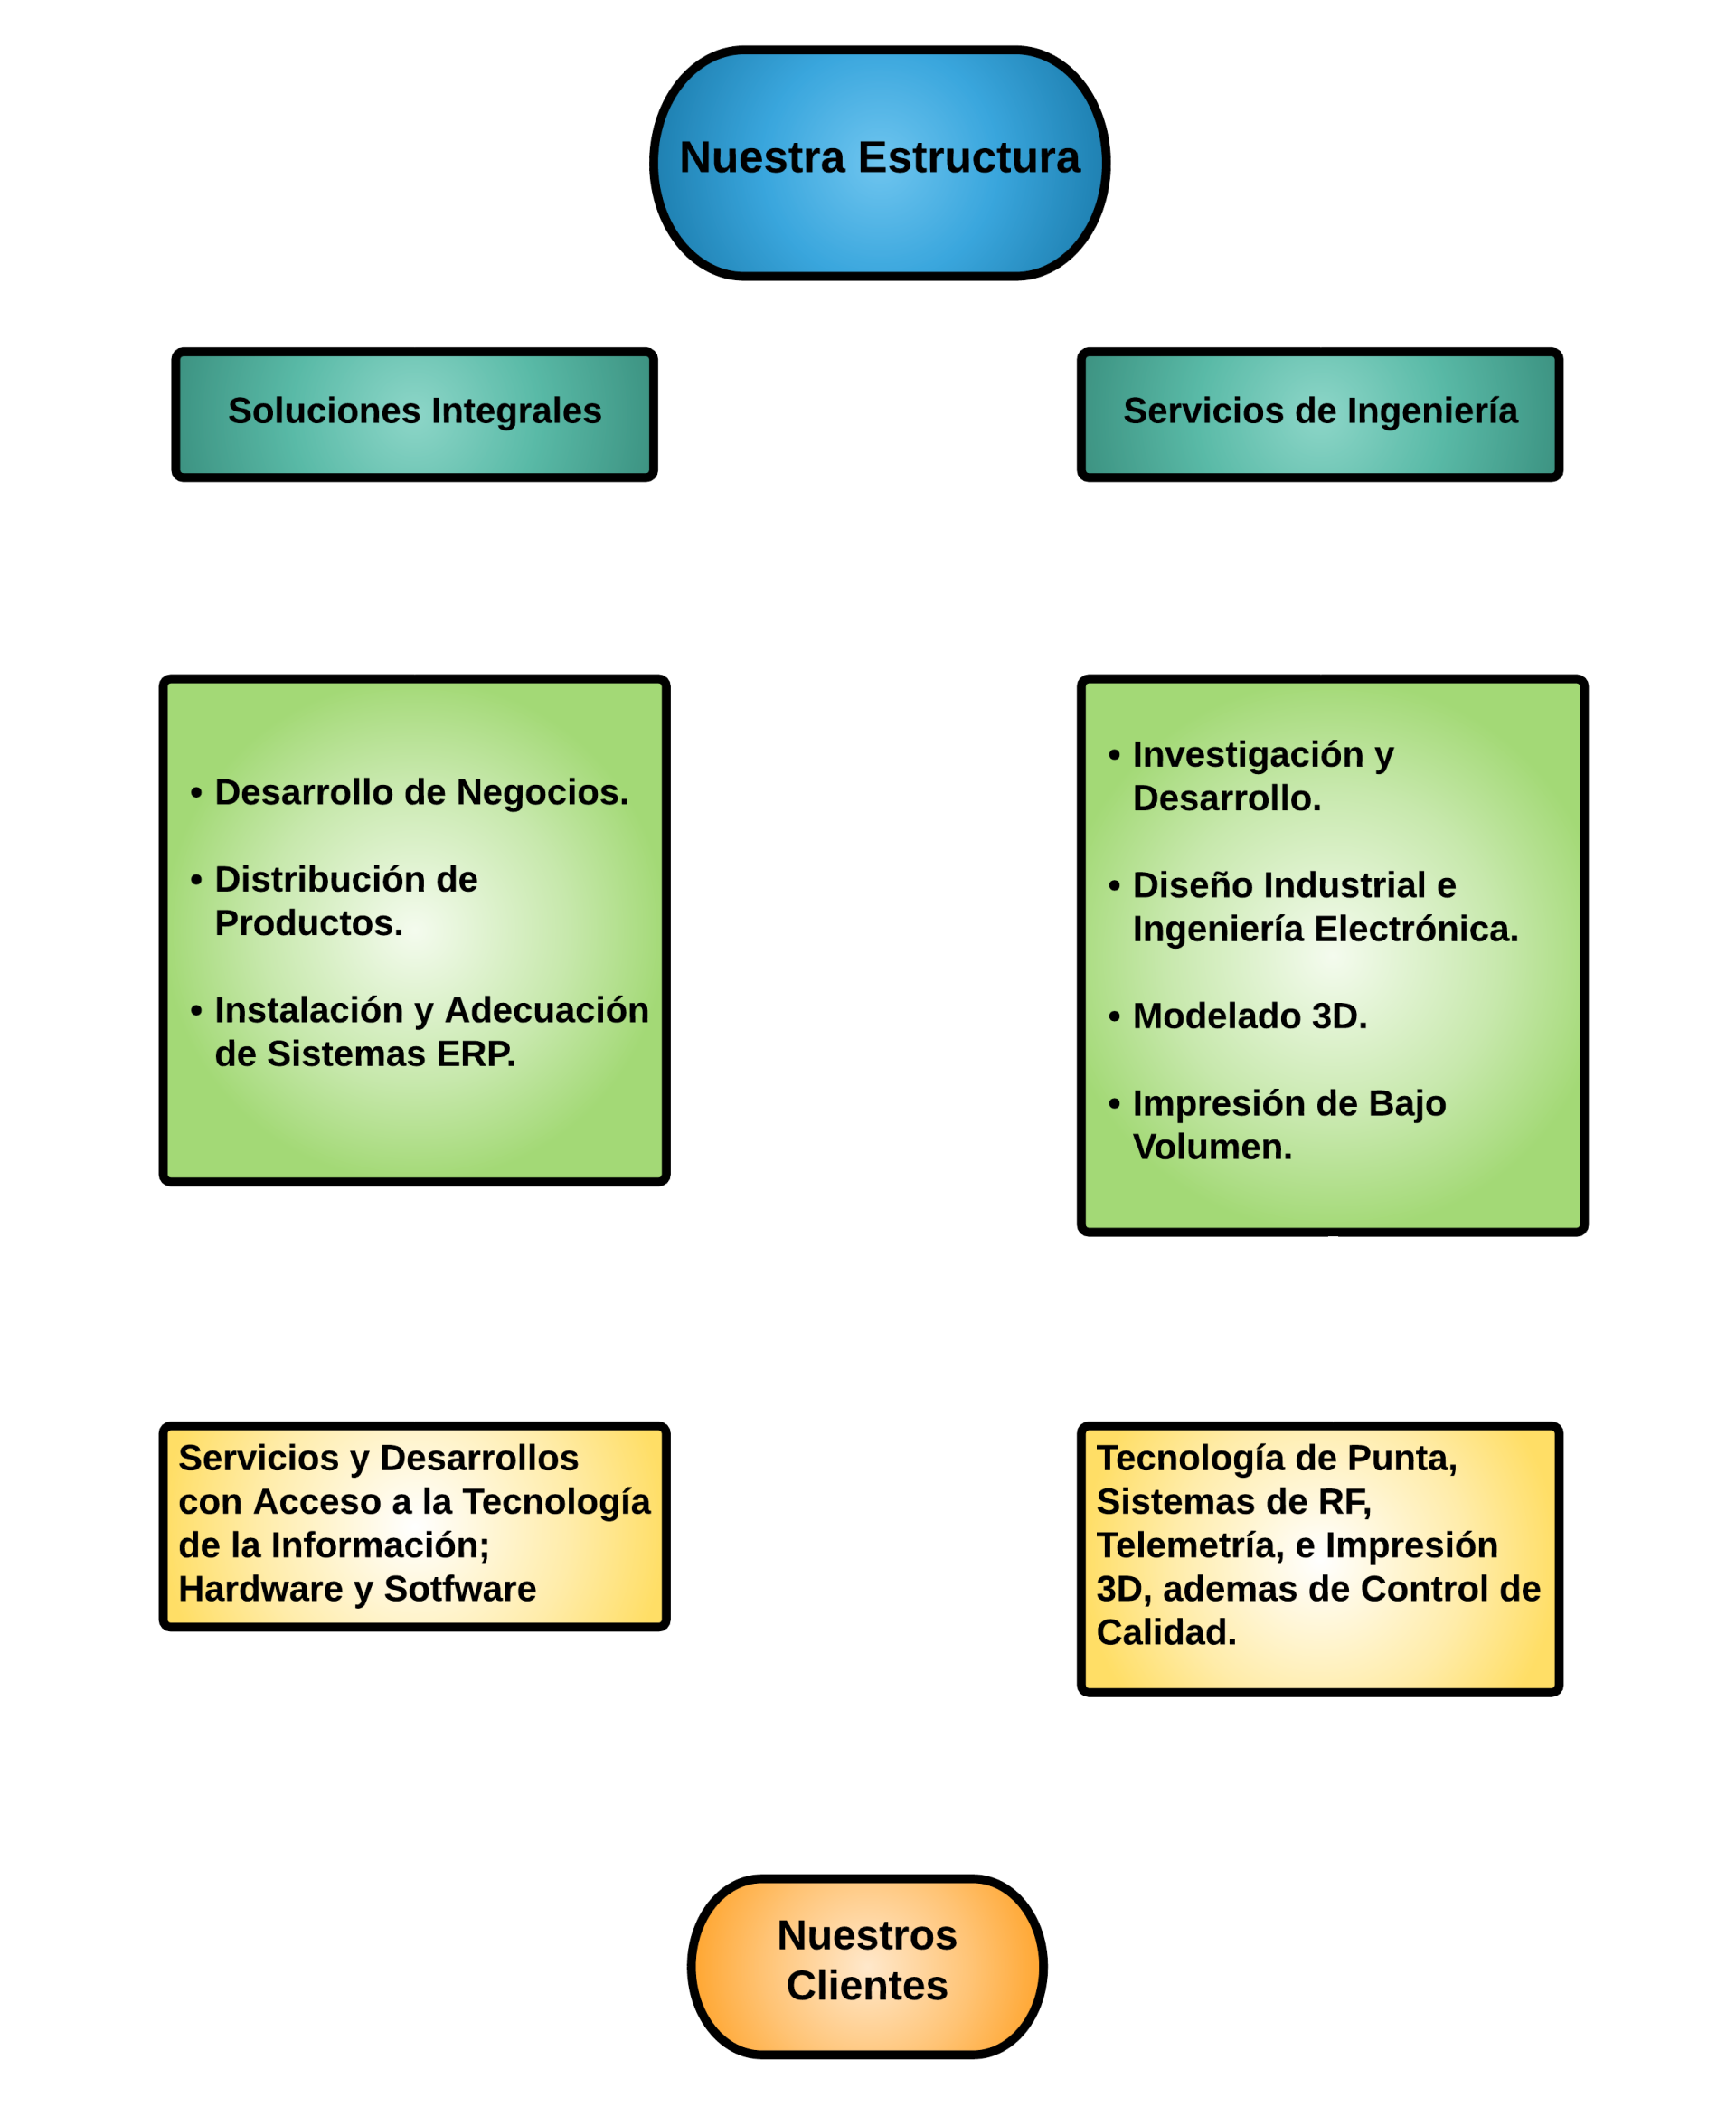 Nuestra Estructura
Soluciones Integrales
Servicios de Ingeniería
• Desarrollo de Negocios.
• Distribución de
Productos.
• Instalación y Adecuación
de Sistemas ERP.
• Investigación y
Desarrollo.
• Diseño Industrial e
Ingeniería Electrónica.
• Modelado 3D.
• Impresión de Bajo
Volumen.
Servicios y Desarrollos
con Acceso a la Tecnología
de la Información;
Hardware y Sotfware
Tecnología de Punta,
Sistemas de RF,
Telemetría, e Impresión
3D, ademas de Control de
Calidad.
Nuestros
Clientes